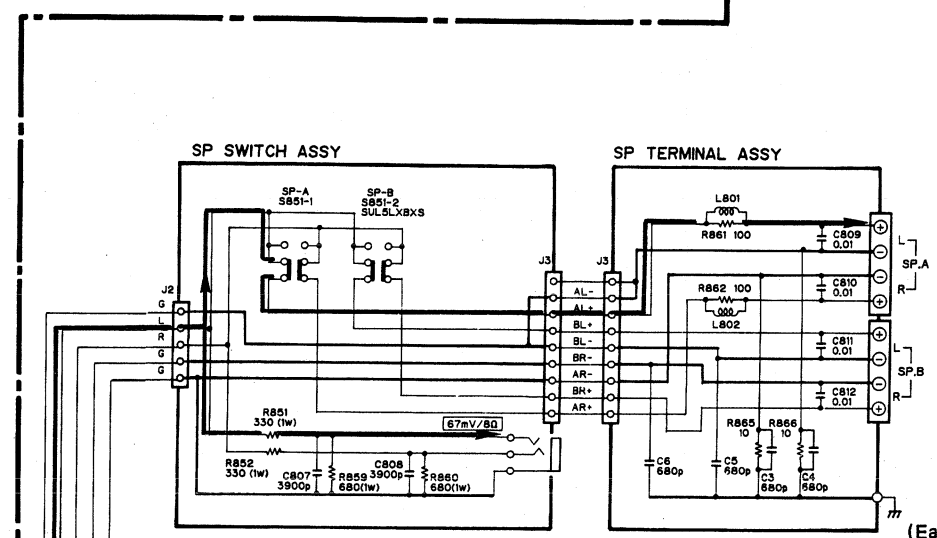 SP SWITCH ASSY
SP TERMINAL ASSY
SP-A
S851-1
SP-B
S851-2
SUL5LXBXS
L801
R861 100
C809
0.01
L
SP.A
R
C810
0.01
R862 100
L802
J2
G
L
R
G
G
J3
J3
AL-
AL+
BL+
BL-
BR-
AR-
BR+
AR+
C811
0.01
L
SP.B
R
C812
0.01
R851
330 (1w)
67mV/8Ω
R852
330 (1w)
C807
3900p
R859
680(1w)
C808
3900p
R860
680(1w)
R865
10
R866
10
C6
680p
C5
680p
C3
680p
C4
680p
(Ea